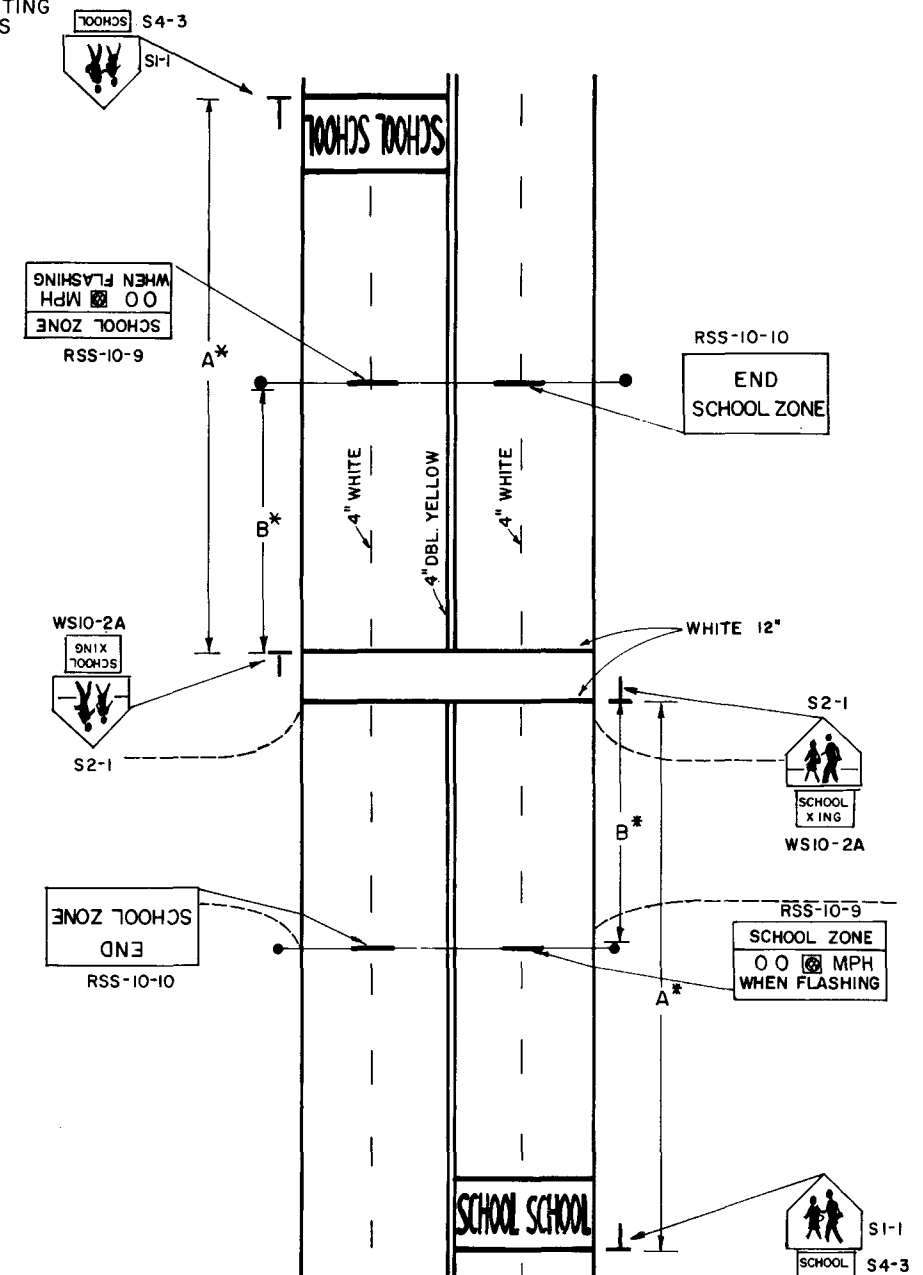 TING
S
SCHOOL S4-3
S1-1
SCHOOL SCHOOL
SCHOOL ZONE
00 MPH
WHEN FLASHING
RSS-10-9
A*
RSS-10-10
END
SCHOOL ZONE
4" WHITE
4" DBL. YELLOW
4" WHITE
B*
WS10-2A
SCHOOL
XING
S2-1
WHITE 12"
S2-1
SCHOOL
XING
WS10-2A
B*
END
SCHOOL ZONE
RSS-10-10
RSS-10-9
SCHOOL ZONE
00 MPH
WHEN FLASHING
A*
SCHOOL SCHOOL
S1-1
SCHOOL S4-3